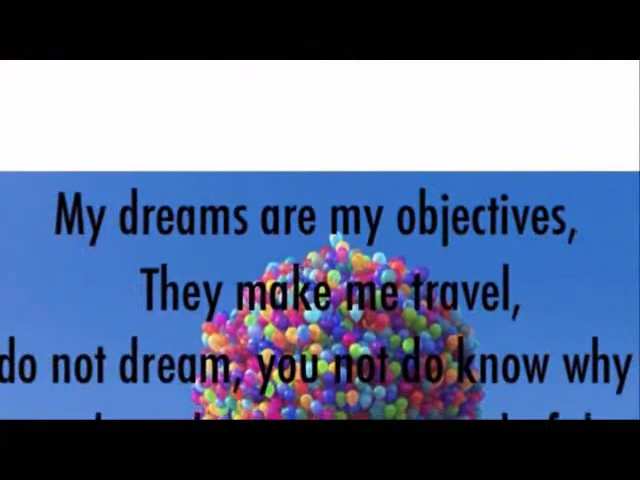 My dreams are my objectives,
They make me travel,
do not dream, you not do know why